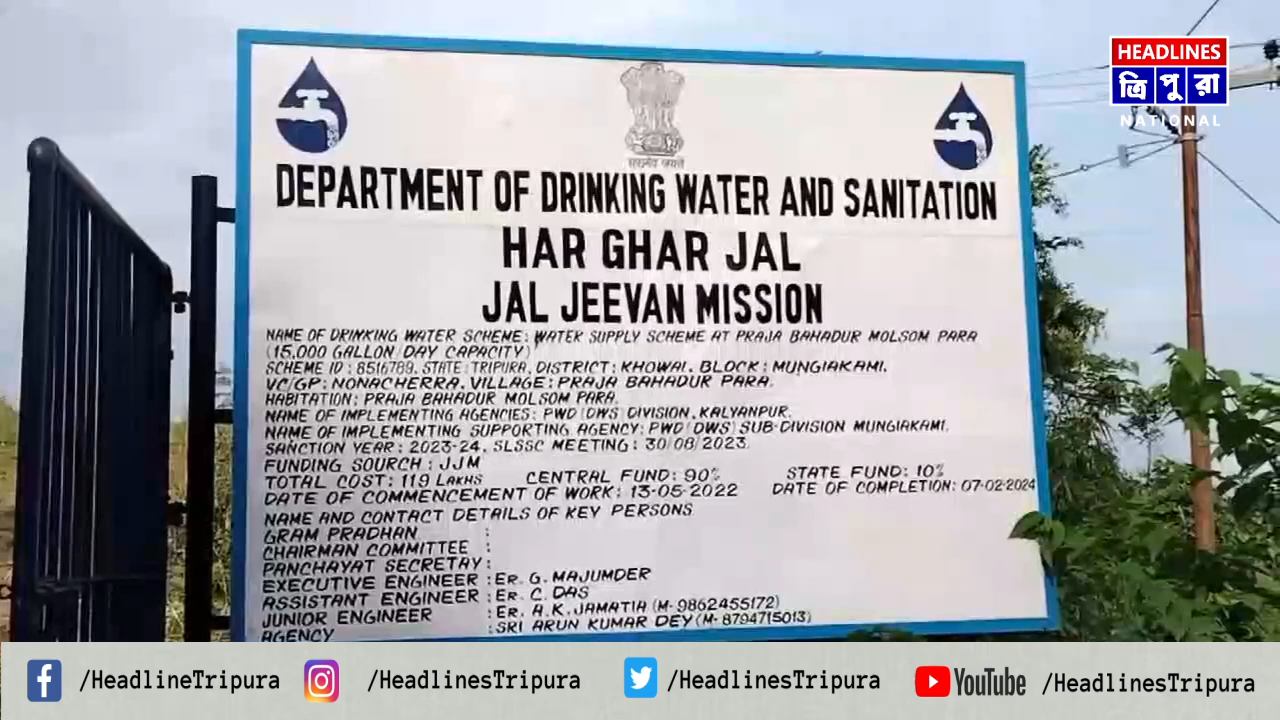 HEADLINES
ত্রিপুরা
NATIONAL
सत्यमेव जयते
DEPARTMENT OF DRINKING WATER AND SANITATION
HAR GHAR JAL
JAL JEEVAN MISSION
NAME OF DRINKING WATER SCHEME: WATER SUPPLY SCHEME AT PRAJA BAHADUR MOLSOM PARA
(15,000 GALLON/DAY CAPACITY)
SCHEME ID: 8516789, STATE: TRIPURA, DISTRICT: KHOWAI, BLOCK: MUNGIAKAMI,
VC/GP: NONACHERRA, VILLAGE: PRAJA BAHADUR PARA.
HABITATION: PRAJA BAHADUR MOLSOM PARA.
NAME OF IMPLEMENTING AGENCIES: PWD (DWS) DIVISION, KALYANPUR.
NAME OF IMPLEMENTING SUPPORTING AGENCY: PWD (DWS) SUB-DIVISION MUNGIAKAMI.
SANCTION YEAR: 2023-24, SLSSC MEETING: 30/08/2023.
FUNDING SOURCH: JJM
TOTAL COST: 119 LAKHS CENTRAL FUND: 90% STATE FUND: 10%
DATE OF COMMENCEMENT OF WORK: 13-05-2022 DATE OF COMPLETION: 07-02-2024
NAME AND CONTACT DETAILS OF KEY PERSONS
GRAM PRADHAN :
CHAIRMAN COMMITTEE :
PANCHAYAT SECRETAY:
EXECUTIVE ENGINEER : ER. G. MAJUMDER
ASSISTANT ENGINEER : ER. C. DAS
JUNIOR ENGINEER : ER. A.K. JAMATIA (M-9862455172)
AGENCY : SRI ARUN KUMAR DEY (M-8794715013)
/HeadlineTripura /HeadlinesTripura /HeadlinesTripura YouTube /HeadlinesTripura